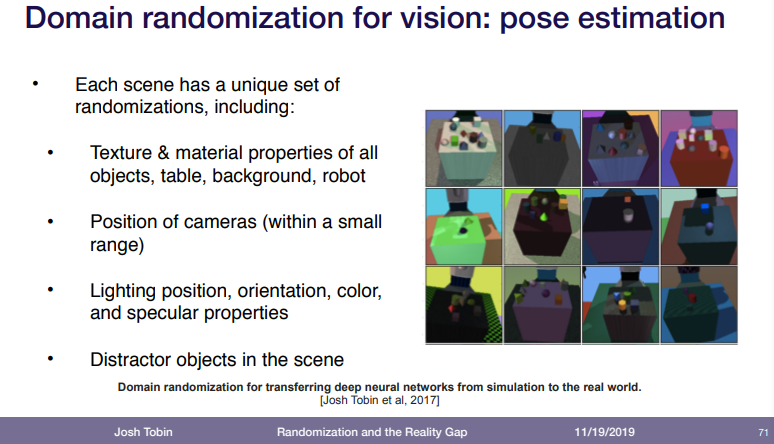 Domain randomization for vision: pose estimation
• Each scene has a unique set of
randomizations, including:
• Texture & material properties of all
objects, table, background, robot
• Position of cameras (within a small
range)
• Lighting position, orientation, color,
and specular properties
• Distractor objects in the scene
Domain randomization for transferring deep neural networks from simulation to the real world.
[Josh Tobin et al, 2017]
Josh Tobin Randomization and the Reality Gap 11/19/2019 71